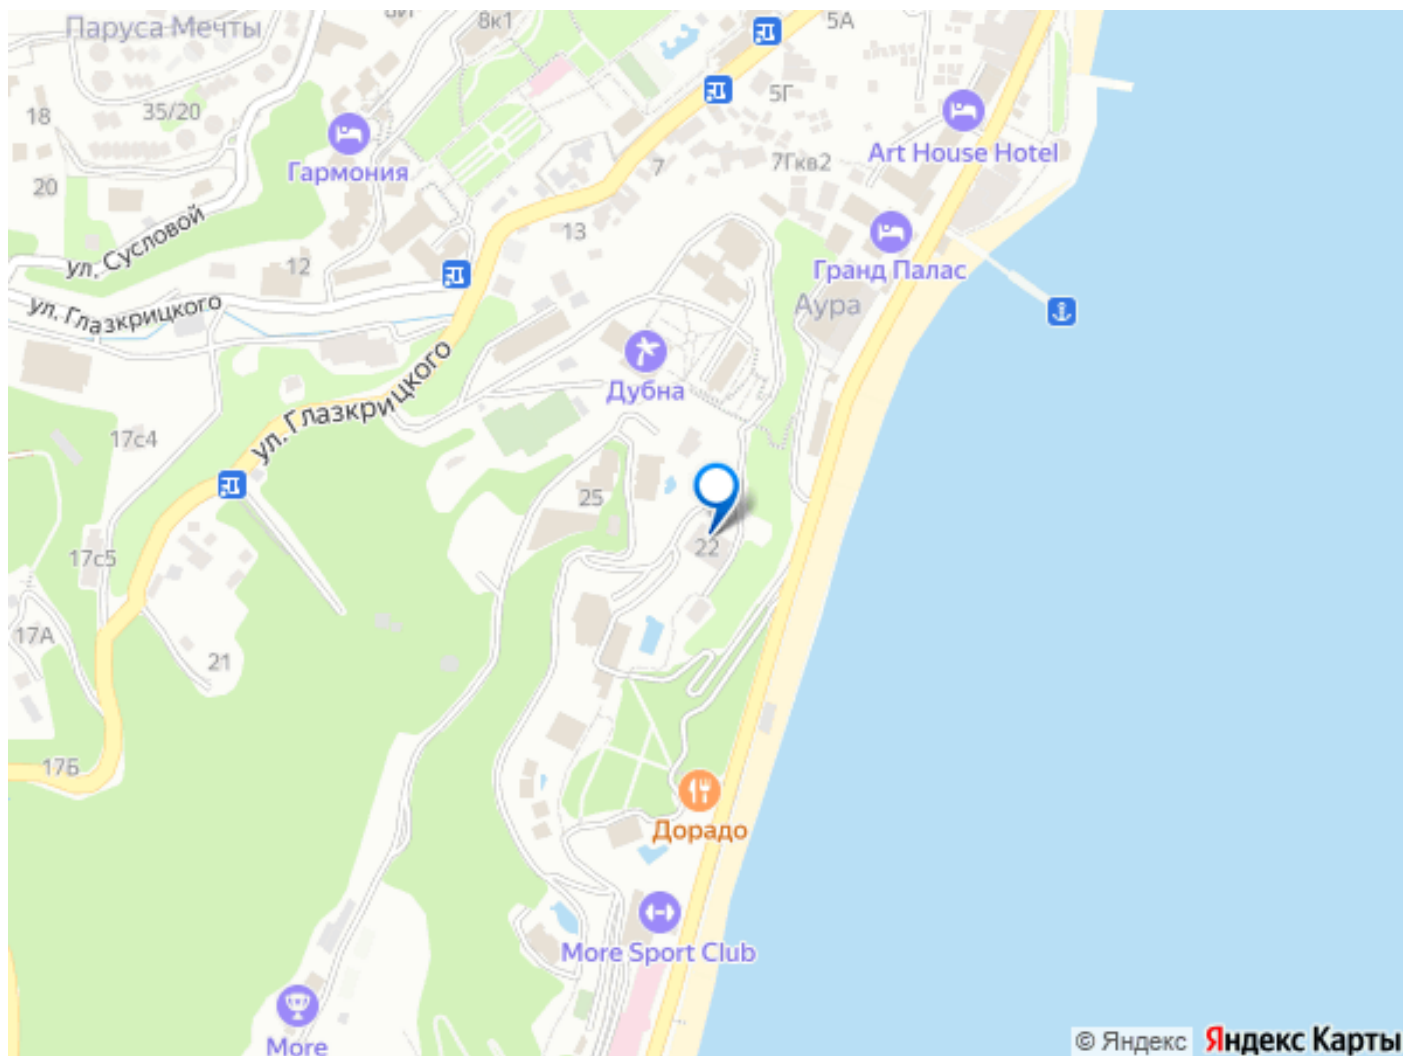 Паруса Мечты
8к1
5А
18
35/20
5Г
Гармония
Art House Hotel
7
7Гкв2
20
ул. Сусловой
13
12
Гранд Палас
ул. Глазкрицкого
Аура
ул. Глазкрицкого
Дубна
17с4
25
22
17с5
17А
21
17Б
Дорадо
More Sport Club
More
© Яндекс Яндекс Карты